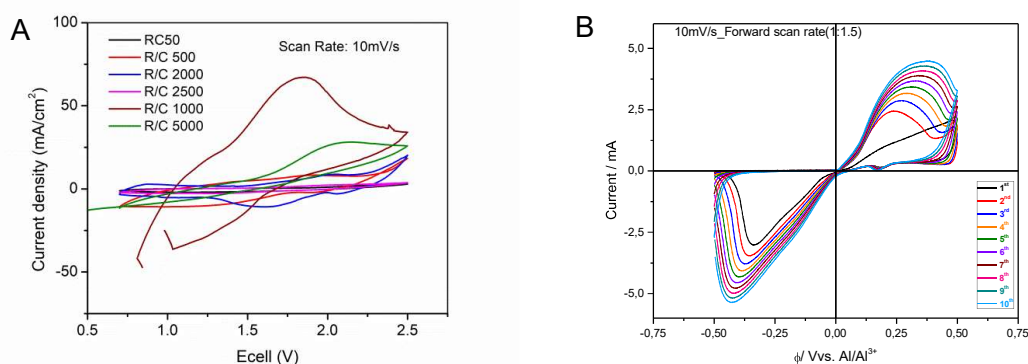 A
100
50
0
-50
0.5
1.0
1.5
2.0
2.5
Current density (mA/cm²)
Ecell (V)
RC50
R/C 500
R/C 2000
R/C 2500
R/C 1000
R/C 5000
Scan Rate: 10mV/s
B
10mV/s_Forward scan rate(1:1.5)
5,0
2,5
0,0
-2,5
-5,0
-0,75
-0,50
-0,25
0,00
0,25
0,50
0,75
Current / mA
ϕ/ Vvs. Al/Al³⁺
1ˢᵗ
2ⁿᵈ
3ʳᵈ
4ᵗʰ
5ᵗʰ
6ᵗʰ
7ᵗʰ
8ᵗʰ
9ᵗʰ
10ᵗʰ